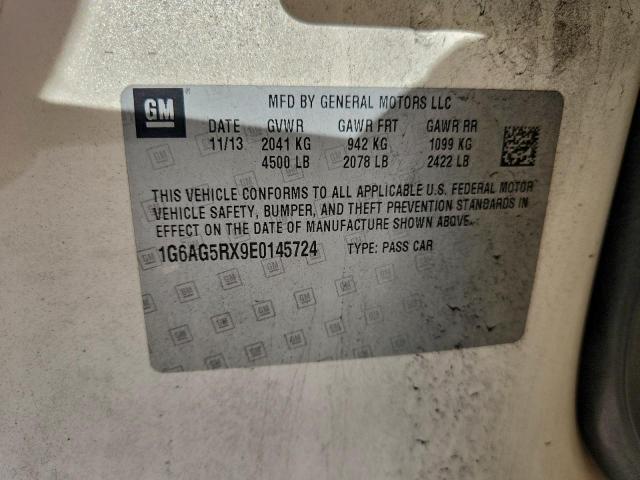 GM
MFD BY GENERAL MOTORS LLC
DATE GVWR GAWR FRT GAWR RR
11/13 2041 KG 942 KG 1099 KG
4500 LB 2078 LB 2422 LB
THIS VEHICLE CONFORMS TO ALL APPLICABLE U.S. FEDERAL MOTOR
VEHICLE SAFETY, BUMPER, AND THEFT PREVENTION STANDARDS IN
EFFECT ON THE DATE OF MANUFACTURE SHOWN ABOVE.
1G6AG5RX9E0145724 TYPE: PASS CAR